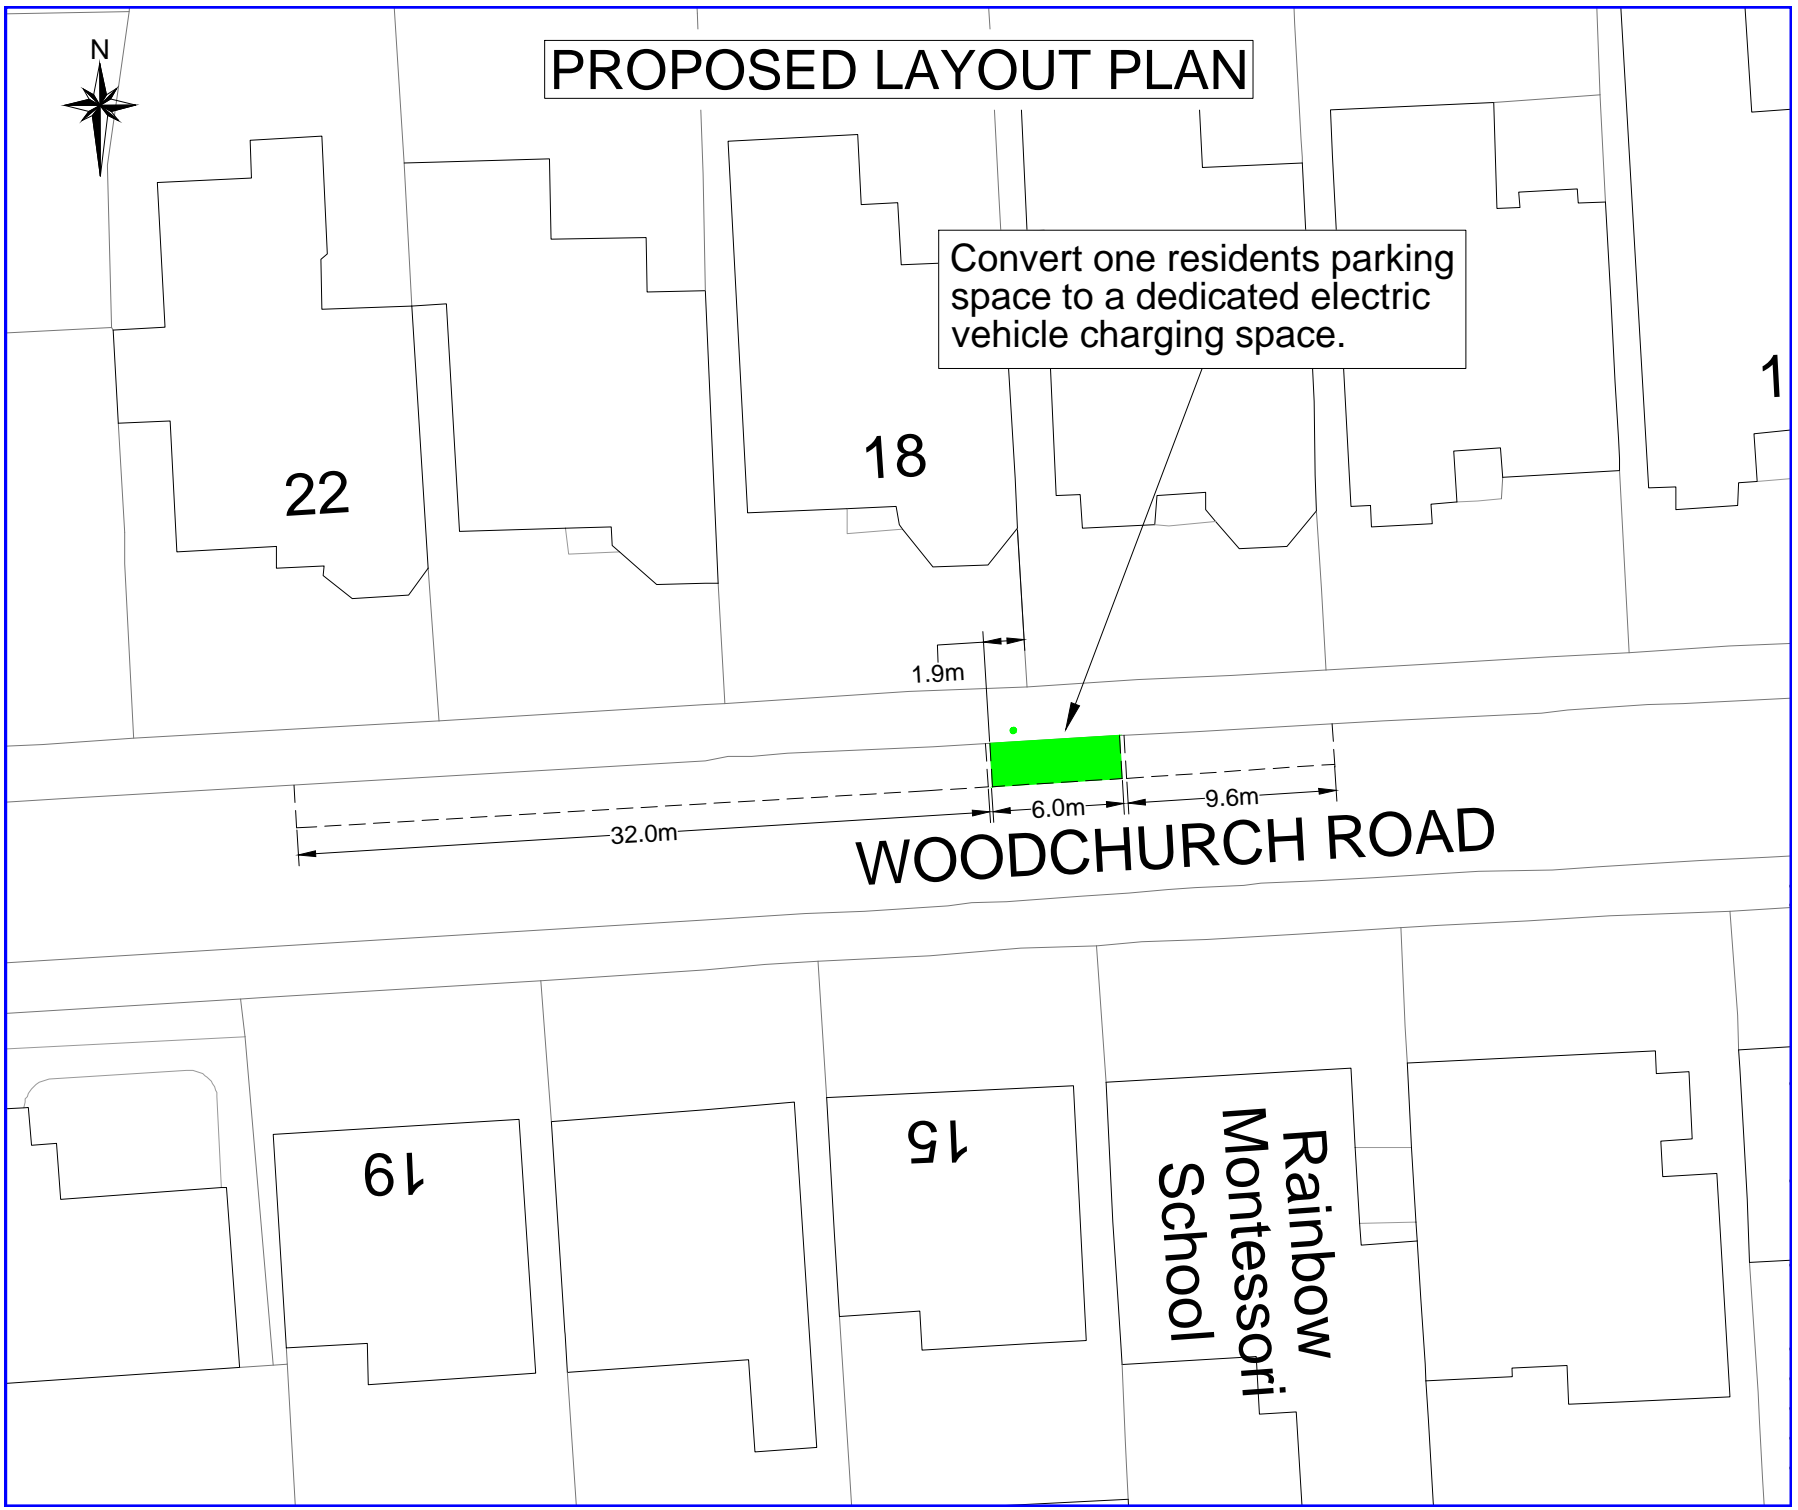 N
PROPOSED LAYOUT PLAN
Convert one residents parking
space to a dedicated electric
vehicle charging space.
1
18
22
1.9m
32.0m
6.0m
9.6m
WOODCHURCH ROAD
19
15
Rainbow
Montessori
School